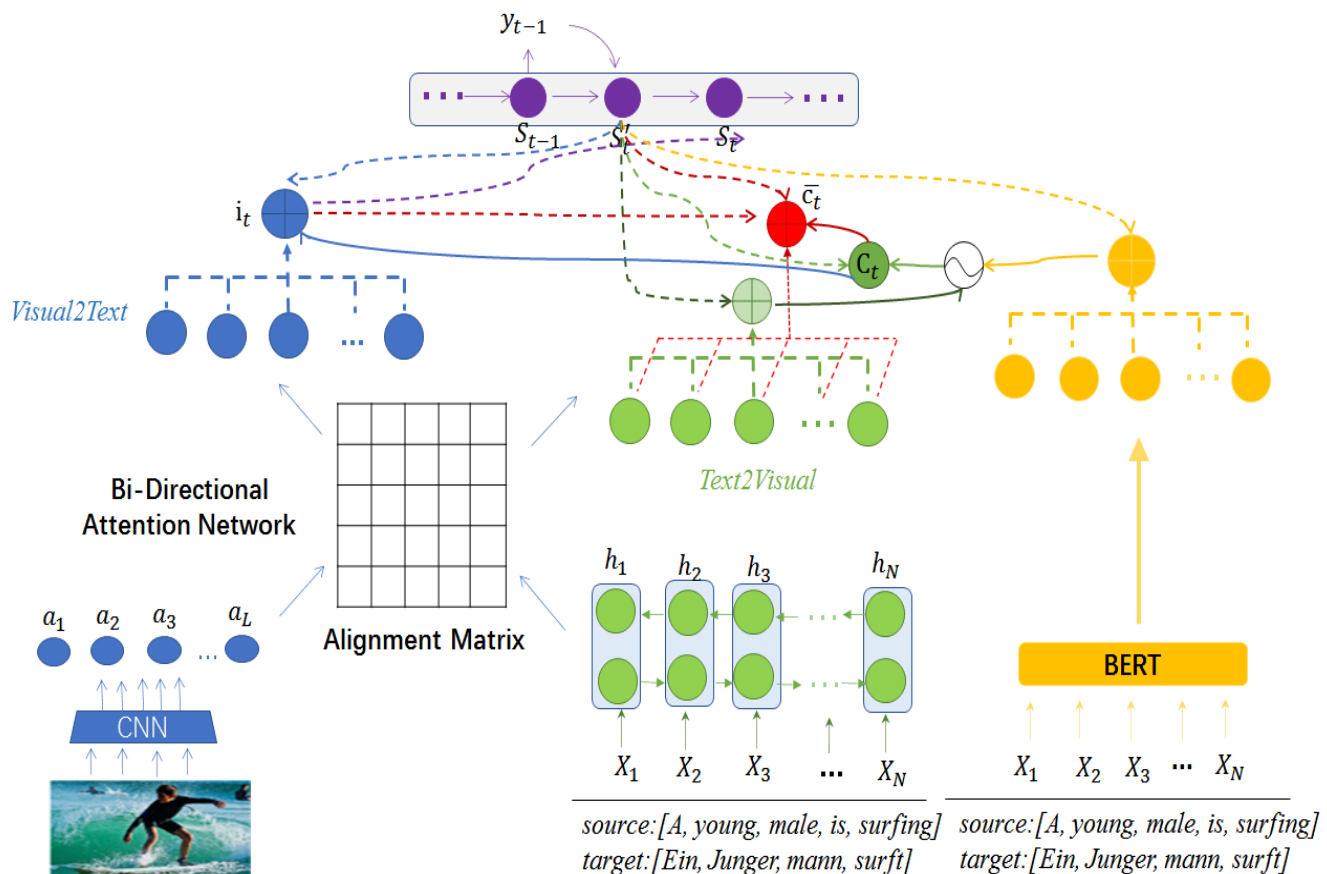 y_{t-1}
S_{t-1} S'_t S_t
i_t
c̄_t
C_t
Visual2Text
Text2Visual
Bi-Directional
Attention Network
Alignment Matrix
a_1 a_2 a_3 ... a_L
CNN
h_1 h_2 h_3 h_N
X_1 X_2 X_3 ... X_N
source:[A, young, male, is, surfing]
target:[Ein, Junger, mann, surft]
BERT
X_1 X_2 X_3 ... X_N
source:[A, young, male, is, surfing]
target:[Ein, Junger, mann, surft]